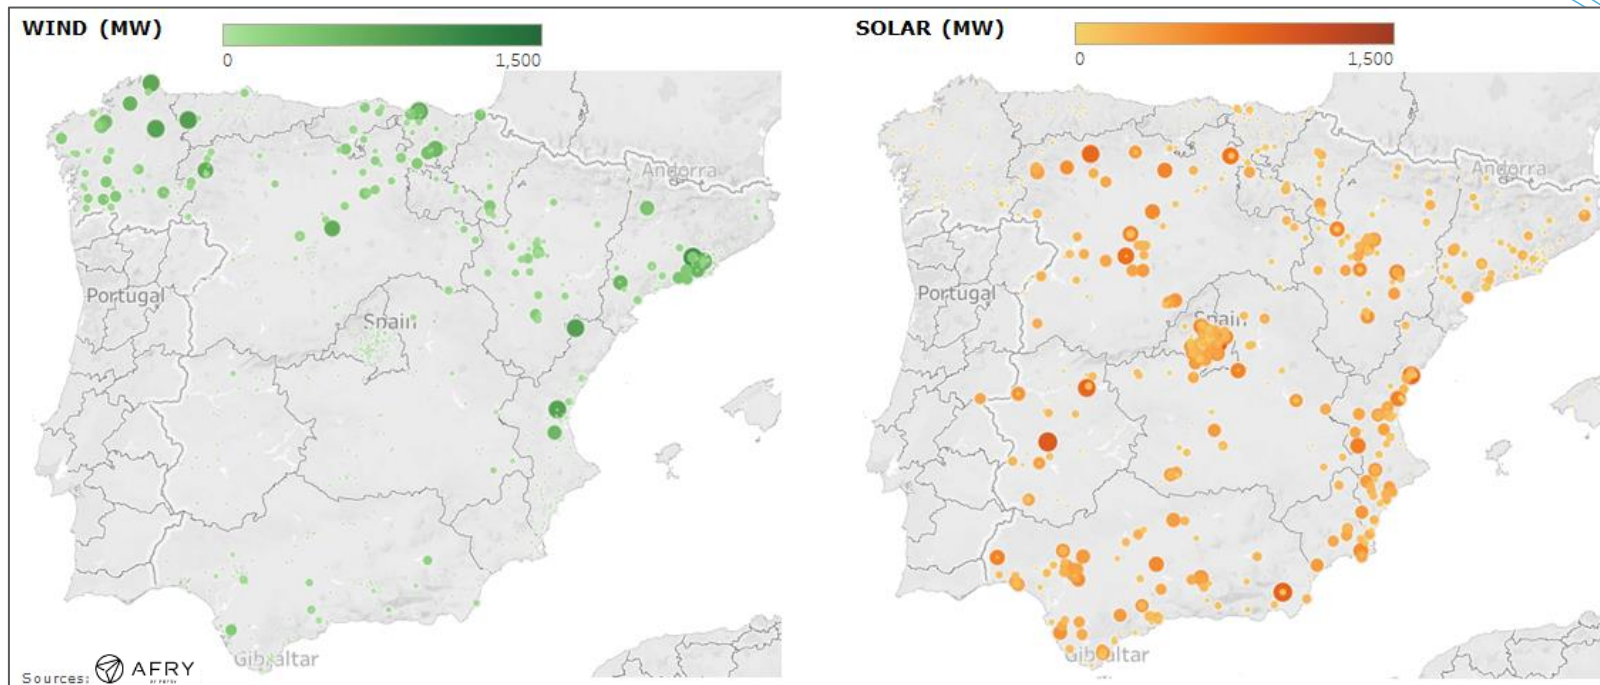 WIND (MW)
0
1,500
Andorra
Portugal
Spain
Gibraltar
Sources:
AFRY
SOLAR (MW)
0
1,500
Andorra
Portugal
Spain
Gibraltar